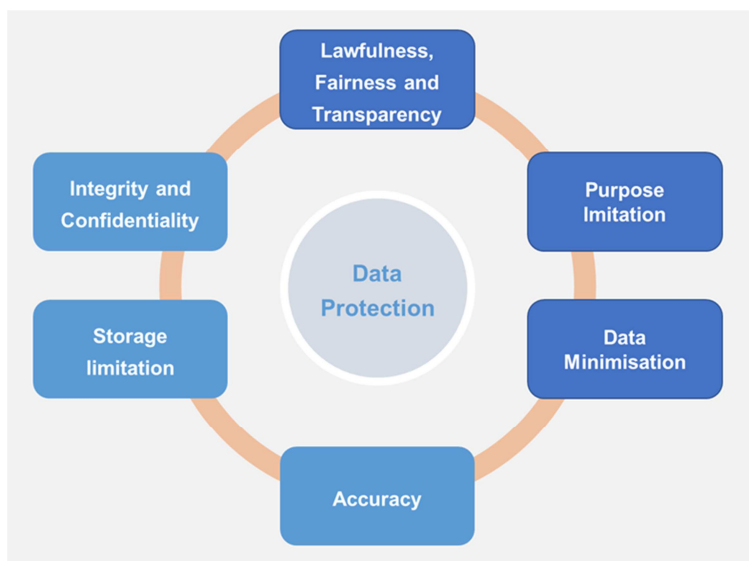 Lawfulness,
Fairness and
Transparency
Integrity and
Confidentiality
Purpose
Imitation
Data
Protection
Storage
limitation
Data
Minimisation
Accuracy